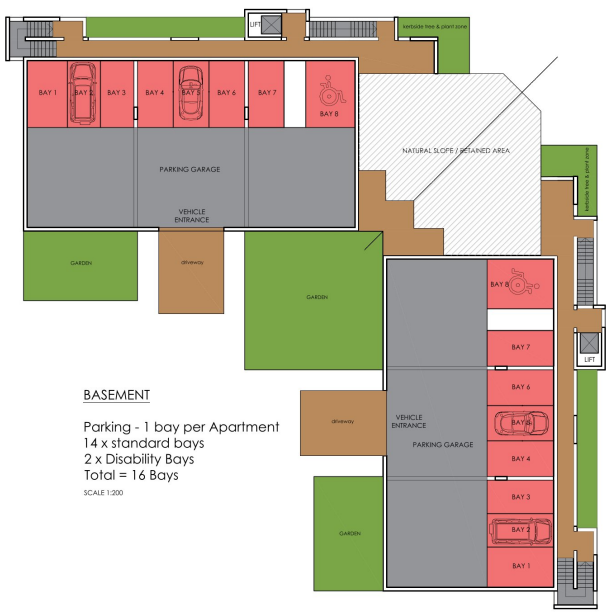 LIFT
kerbside tree & plant zone
BAY 1
BAY 2
BAY 3
BAY 4
BAY 5
BAY 6
BAY 7
BAY 8
NATURAL SLOPE / RETAINED AREA
PARKING GARAGE
VEHICLE
ENTRANCE
kerbside tree & plant zone
GARDEN
driveway
GARDEN
BAY 8
BAY 7
LIFT
BAY 6
VEHICLE
ENTRANCE
driveway
BAY 5
PARKING GARAGE
BAY 4
BAY 3
BAY 2
BAY 1
GARDEN
BASEMENT
Parking - 1 bay per Apartment
14 x standard bays
2 x Disability Bays
Total = 16 Bays
SCALE 1:200